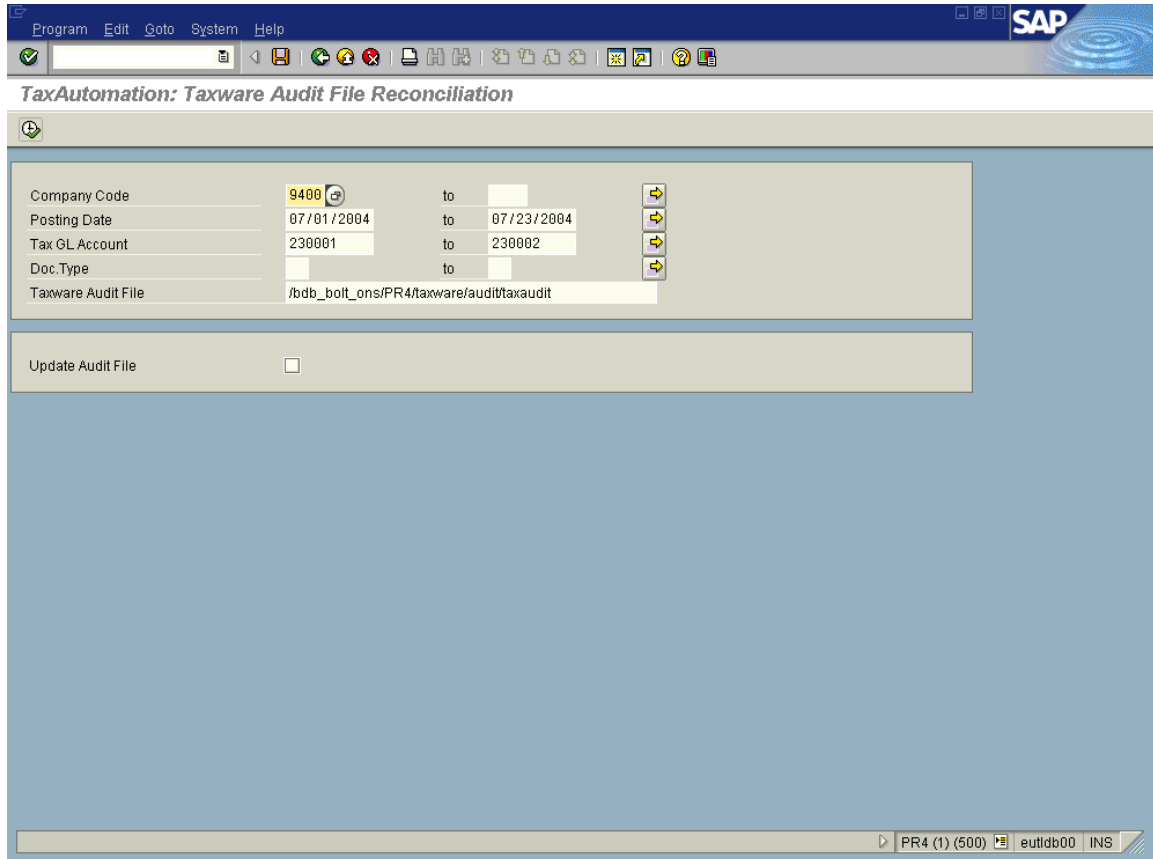 Program Edit Goto System Help
SAP
TaxAutomation: Taxware Audit File Reconciliation
Company Code 9400 to
Posting Date 07/01/2004 to 07/23/2004
Tax GL Account 230001 to 230002
Doc.Type to
Taxware Audit File /bdb_bolt_ons/PR4/taxware/audit/taxaudit
Update Audit File
PR4 (1) (500) eutldb00 INS